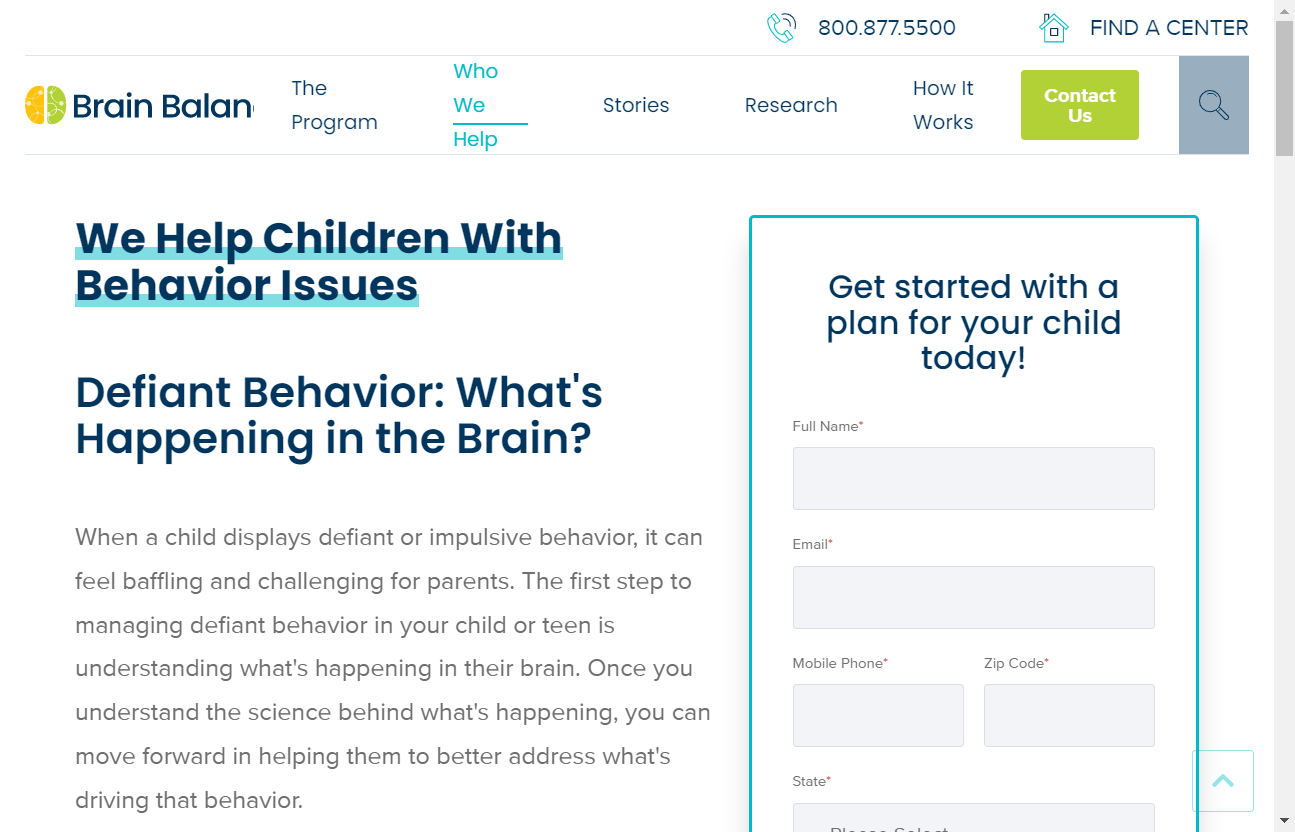 800.877.5500
FIND A CENTER
Brain Balan
The
Program
Who
We
Help
Stories
Research
How It
Works
Contact
Us
We Help Children With
Behavior Issues
Defiant Behavior: What's
Happening in the Brain?
When a child displays defiant or impulsive behavior, it can
feel baffling and challenging for parents. The first step to
managing defiant behavior in your child or teen is
understanding what's happening in their brain. Once you
understand the science behind what's happening, you can
move forward in helping them to better address what's
driving that behavior.
Get started with a
plan for your child
today!
Full Name*
Email*
Mobile Phone* Zip Code*
State*
Please Select